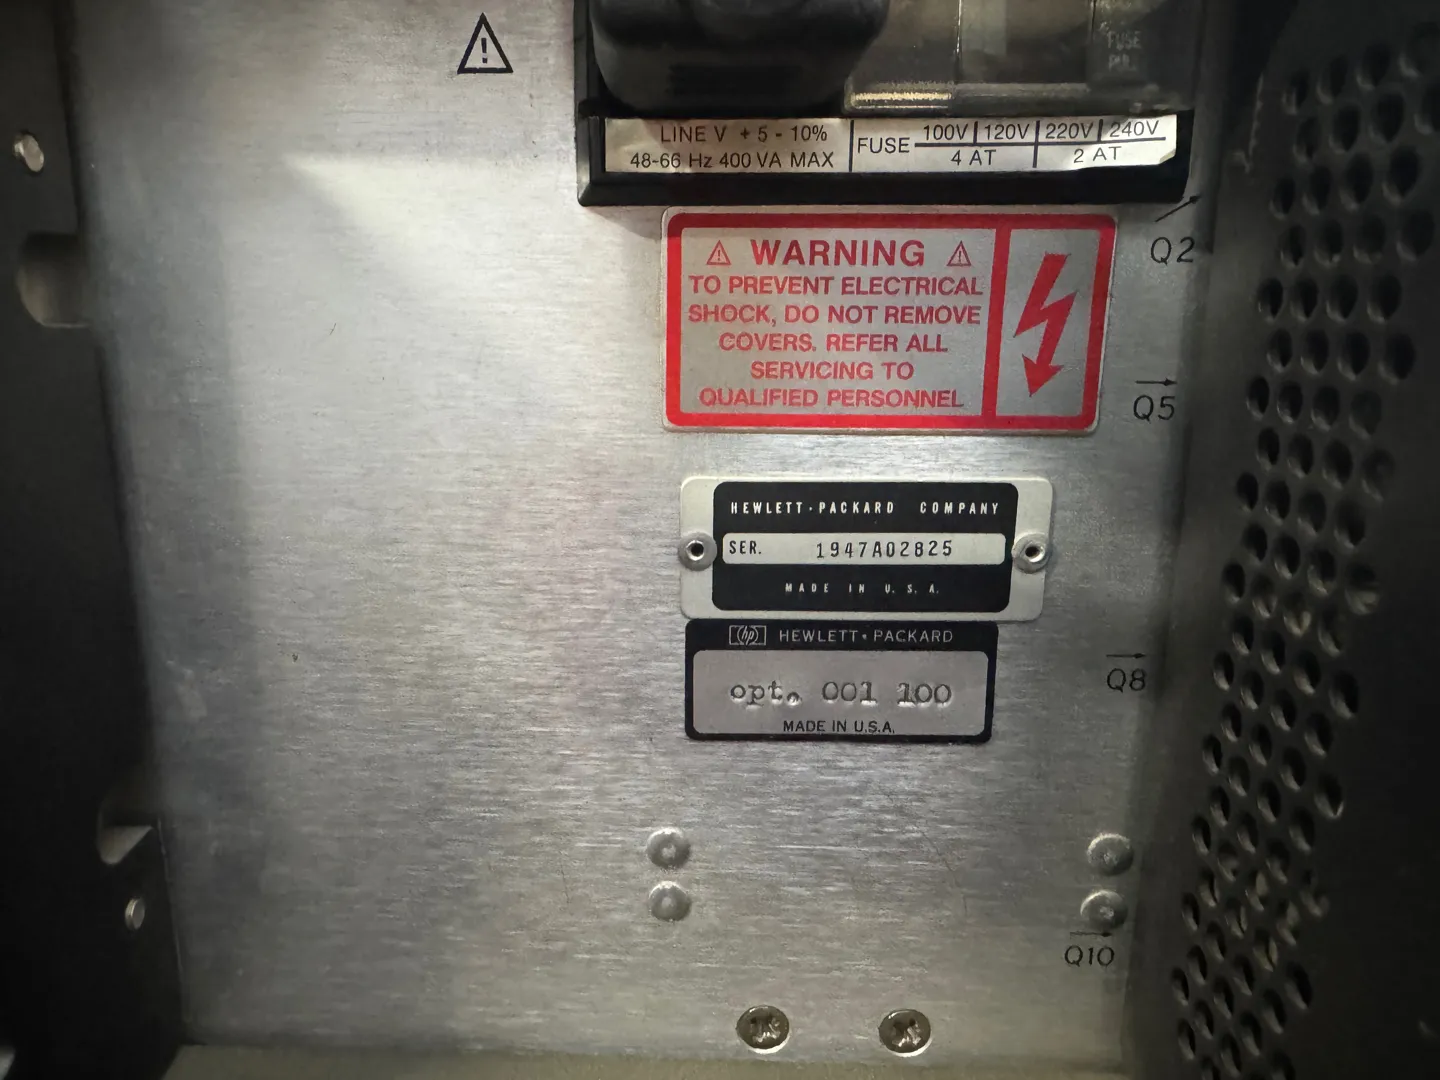 FUSE
LINE V + 5 - 10%
48-66 Hz 400 VA MAX
FUSE
100V 120V 220V 240V
4 AT 2 AT
WARNING
TO PREVENT ELECTRICAL
SHOCK, DO NOT REMOVE
COVERS. REFER ALL
SERVICING TO
QUALIFIED PERSONNEL
Q2
Q5
HEWLETT·PACKARD COMPANY
SER. 1947A02825
MADE IN U.S.A.
hp HEWLETT·PACKARD
opt. 001 100
MADE IN U.S.A.
Q8
Q10